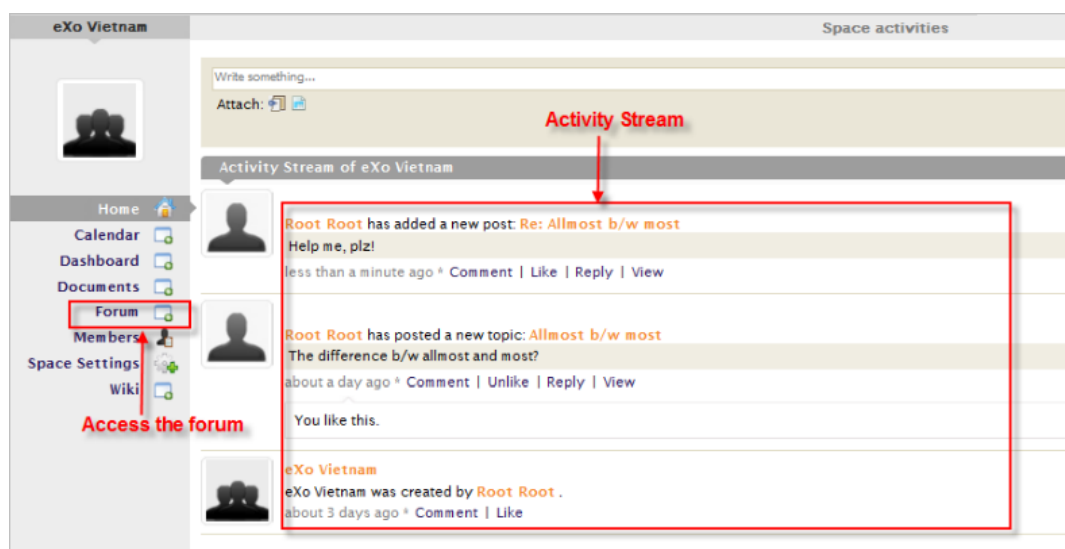 eXo Vietnam
Space activities
Write something...
Attach:
Activity Stream
Activity Stream of eXo Vietnam
Home
Calendar
Dashboard
Documents
Forum
Members
Space Settings
Wiki
Access the forum
Root Root has added a new post: Re: Allmost b/w most
Help me, plz!
less than a minute ago * Comment | Like | Reply | View
Root Root has posted a new topic: Allmost b/w most
The difference b/w allmost and most?
about a day ago * Comment | Unlike | Reply | View
You like this.
eXo Vietnam
eXo Vietnam was created by Root Root .
about 3 days ago * Comment | Like